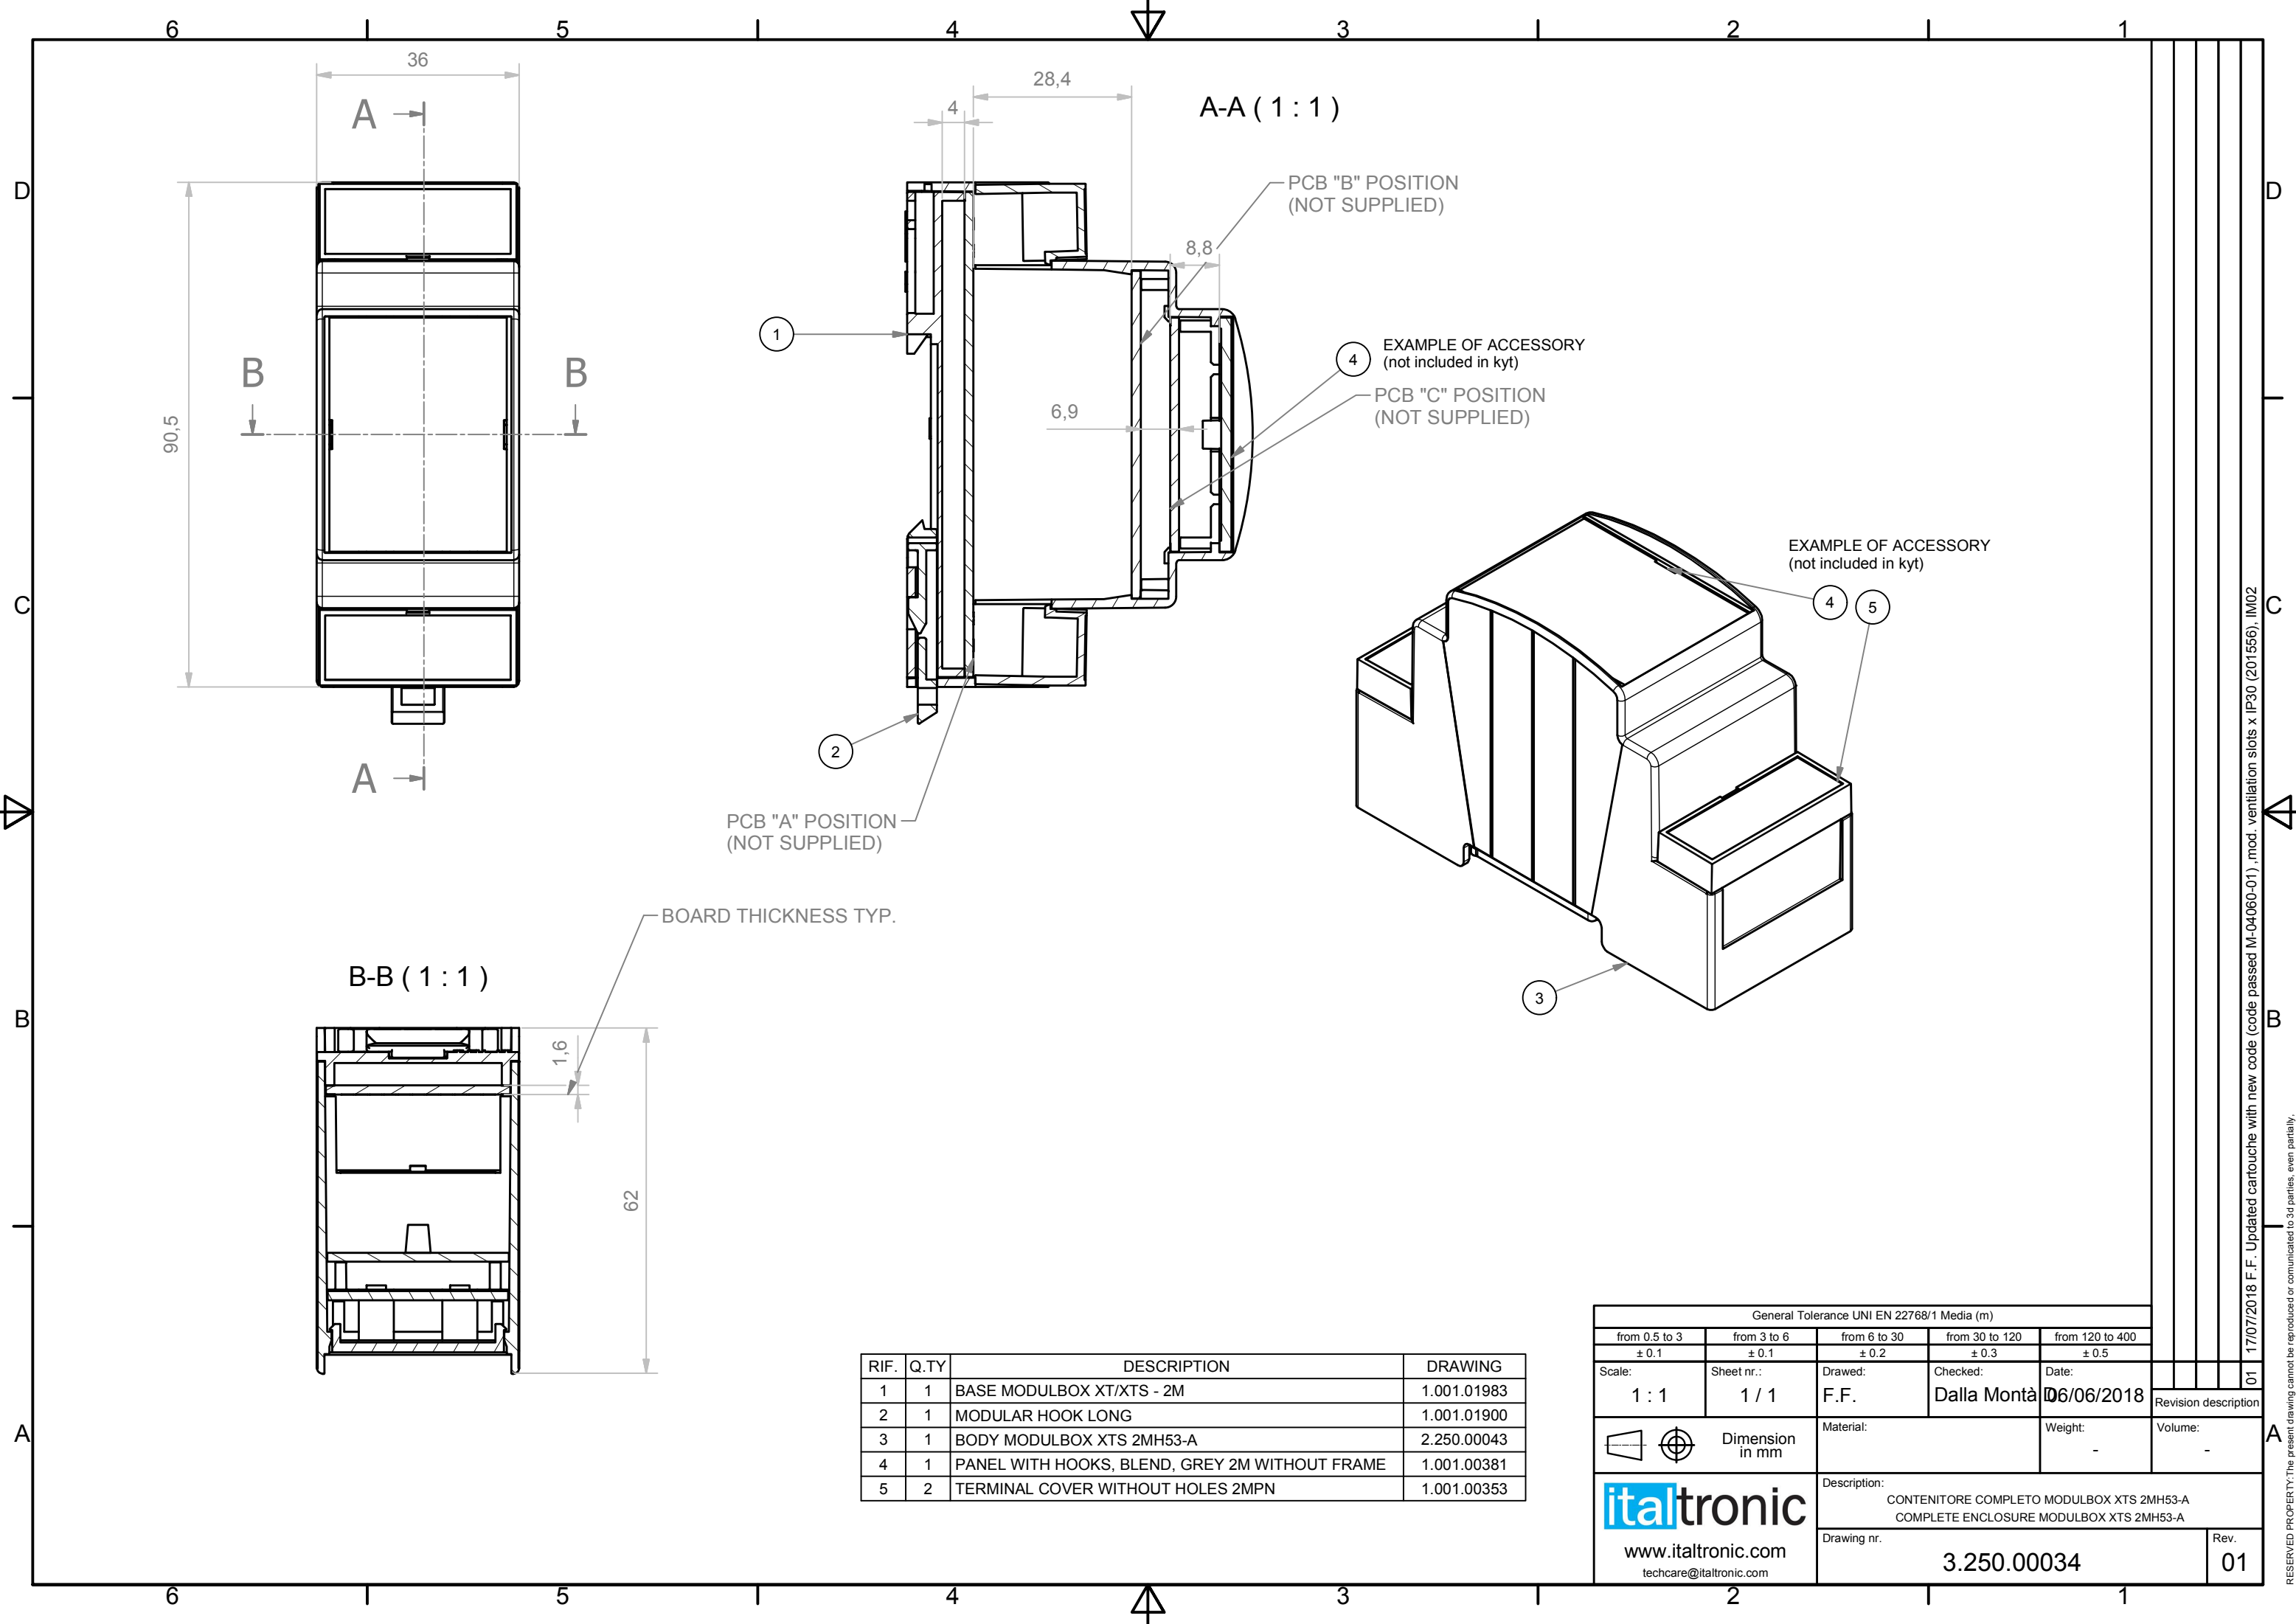 6 5 4 3 2 1
D
C
B
A
D
C
B
A
36
A
90,5
B B
A
28,4
4
A-A ( 1 : 1 )
PCB "B" POSITION
(NOT SUPPLIED)
8,8
1
4
EXAMPLE OF ACCESSORY
(not included in kyt)
PCB "C" POSITION
(NOT SUPPLIED)
6,9
2
PCB "A" POSITION
(NOT SUPPLIED)
EXAMPLE OF ACCESSORY
(not included in kyt)
4 5
3
BOARD THICKNESS TYP.
B-B ( 1 : 1 )
1,6
62
RIF. Q.TY DESCRIPTION DRAWING
1 1 BASE MODULBOX XT/XTS - 2M 1.001.01983
2 1 MODULAR HOOK LONG 1.001.01900
3 1 BODY MODULBOX XTS 2MH53-A 2.250.00043
4 1 PANEL WITH HOOKS, BLEND, GREY 2M WITHOUT FRAME 1.001.00381
5 2 TERMINAL COVER WITHOUT HOLES 2MPN 1.001.00353
General Tolerance UNI EN 22768/1 Media (m)
from 0.5 to 3 from 3 to 6 from 6 to 30 from 30 to 120 from 120 to 400
± 0.1 ± 0.1 ± 0.2 ± 0.3 ± 0.5
Scale: Sheet nr.: Drawed: Checked: Date:
1 : 1 1 / 1 F.F. Dalla Montà D. 06/06/2018
Revision description
Dimension
in mm
Material: Weight: Volume:
- -
italtronic
www.italtronic.com
techcare@italtronic.com
Description:
CONTENITORE COMPLETO MODULBOX XTS 2MH53-A
COMPLETE ENCLOSURE MODULBOX XTS 2MH53-A
Drawing nr. Rev.
3.250.00034 01
01 17/07/2018 F.F. Updated cartouche with new code (code passed M-04060-01) ,mod. ventilation slots x IP30 (201556), IM02
RESERVED PROPERTY:The present drawing cannot be reproduced or comunicated to 3d parties, even partially.
6 5 4 3 2 1